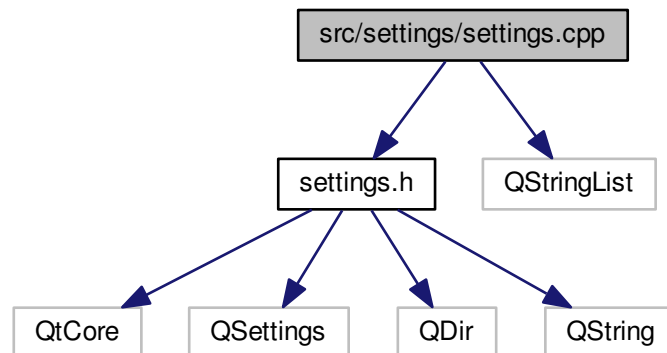 src/settings/settings.cpp
settings.h
QStringList
QtCore
QSettings
QDir
QString